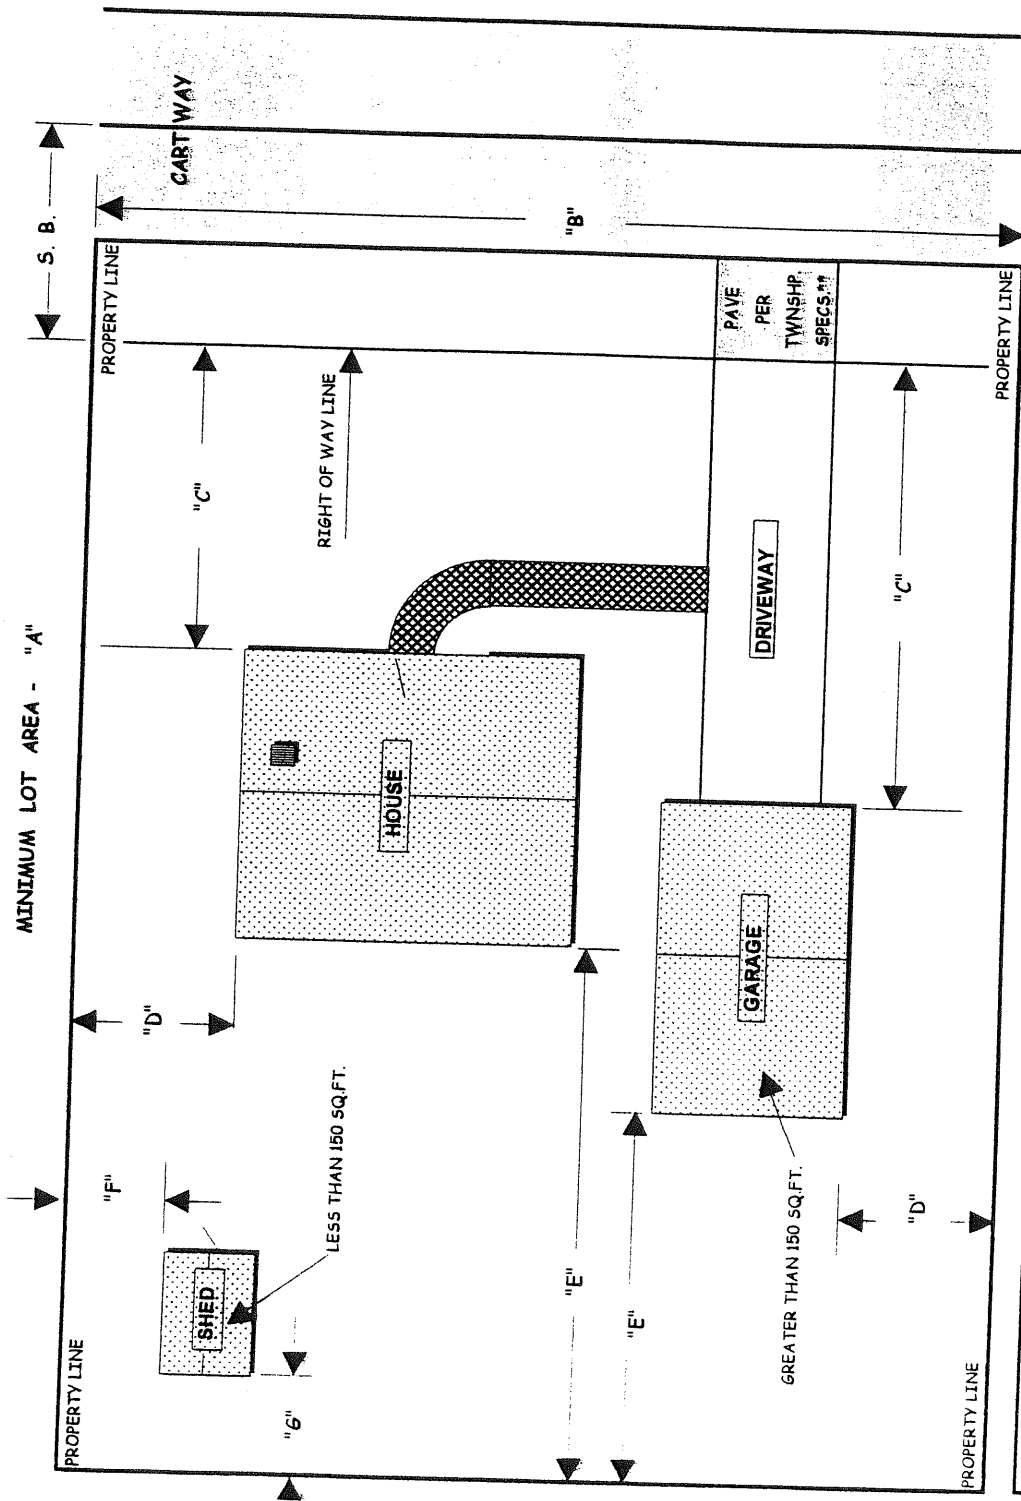 MINIMUM LOT AREA - "A"
S. B.
PROPERTY LINE
PROPERTY LINE
CARTWAY
"F"
"D"
"C"
SHED
LESS THAN 150 SQ.FT.
RIGHT OF WAY LINE
"G"
HOUSE
"B"
"E"
"E"
GARAGE
DRIVEWAY
PAVE
PER
TWNSHP.
SPECS.**
GREATER THAN 150 SQ.FT.
"D"
"C"
PROPERTY LINE
PROPERTY LINE